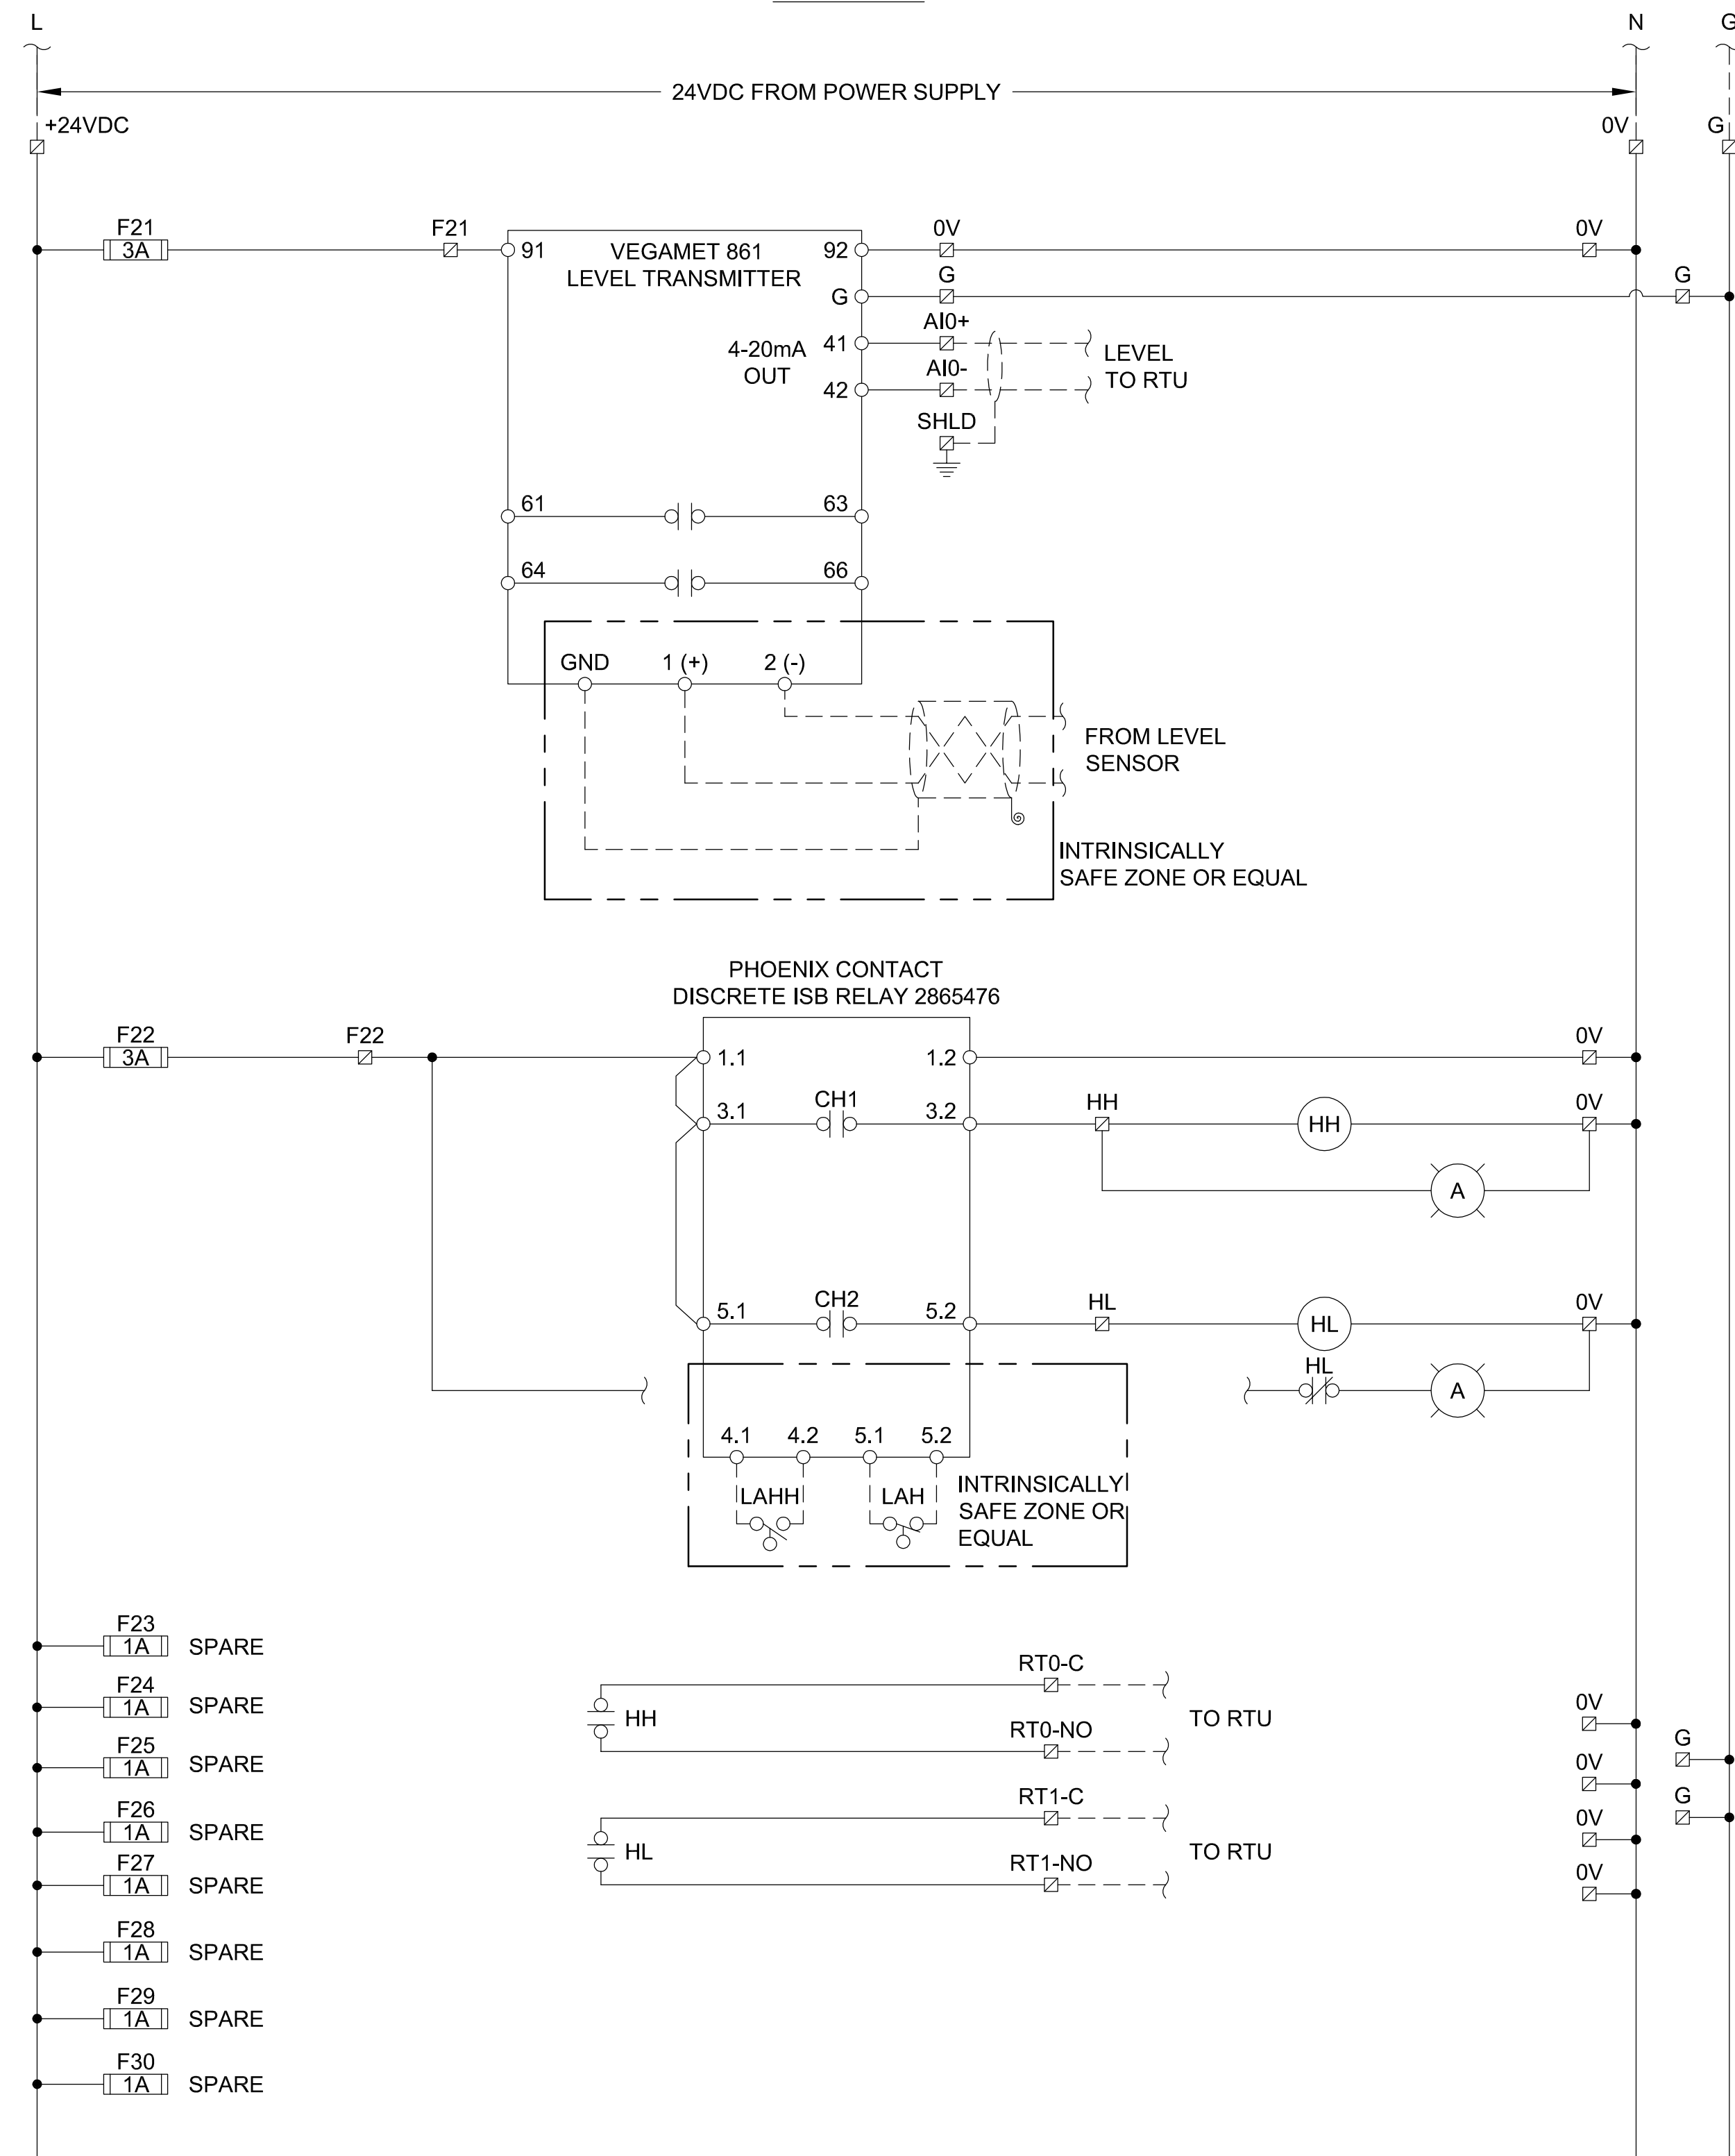 L N G
24VDC FROM POWER SUPPLY
+24VDC 0V G
F21 F21 0V 0V
3A 91 VEGAMET 861 92
LEVEL TRANSMITTER
G G
G
AI0+
4-20mA 41 LEVEL
OUT AI0- TO RTU
42
SHLD
61 63
64 66
GND 1 (+) 2 (-)
FROM LEVEL
SENSOR
INTRINSICALLY
SAFE ZONE OR EQUAL
PHOENIX CONTACT
DISCRETE ISB RELAY 2865476
F22 F22 0V
3A 1.1 1.2
CH1 HH 0V
3.1 3.2 HH
A
CH2 HL 0V
5.1 5.2 HL
HL
A
4.1 4.2 5.1 5.2
LAHH LAH INTRINSICALLY
SAFE ZONE OR
EQUAL
F23
1A SPARE
RT0-C
F24
1A SPARE 0V
HH TO RTU
RT0-NO G
F25
1A SPARE 0V
RT1-C G
F26 0V
1A SPARE
HL TO RTU
F27 RT1-NO 0V
1A SPARE
F28
1A SPARE
F29
1A SPARE
F30
1A SPARE